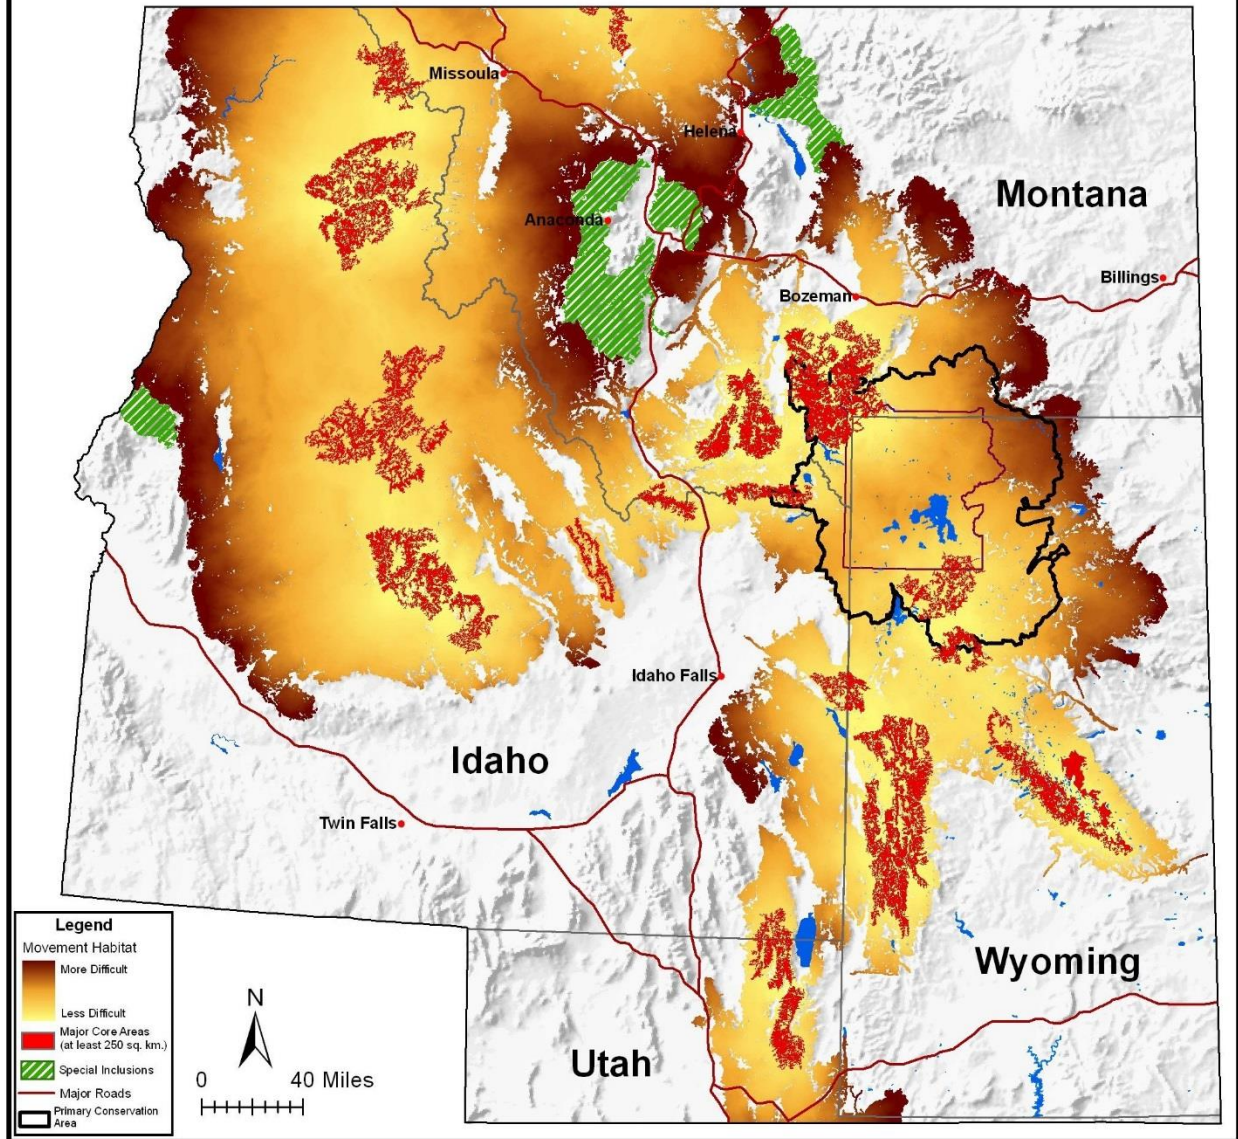 Missoula
Helena
Montana
Anaconda
Billings
Bozeman
Idaho Falls
Idaho
Twin Falls
Wyoming
Utah
Legend
Movement Habitat
More Difficult
Less Difficult
Major Core Areas
(at least 250 sq. km.)
Special Inclusions
Major Roads
Primary Conservation
Area
N
0 40 Miles